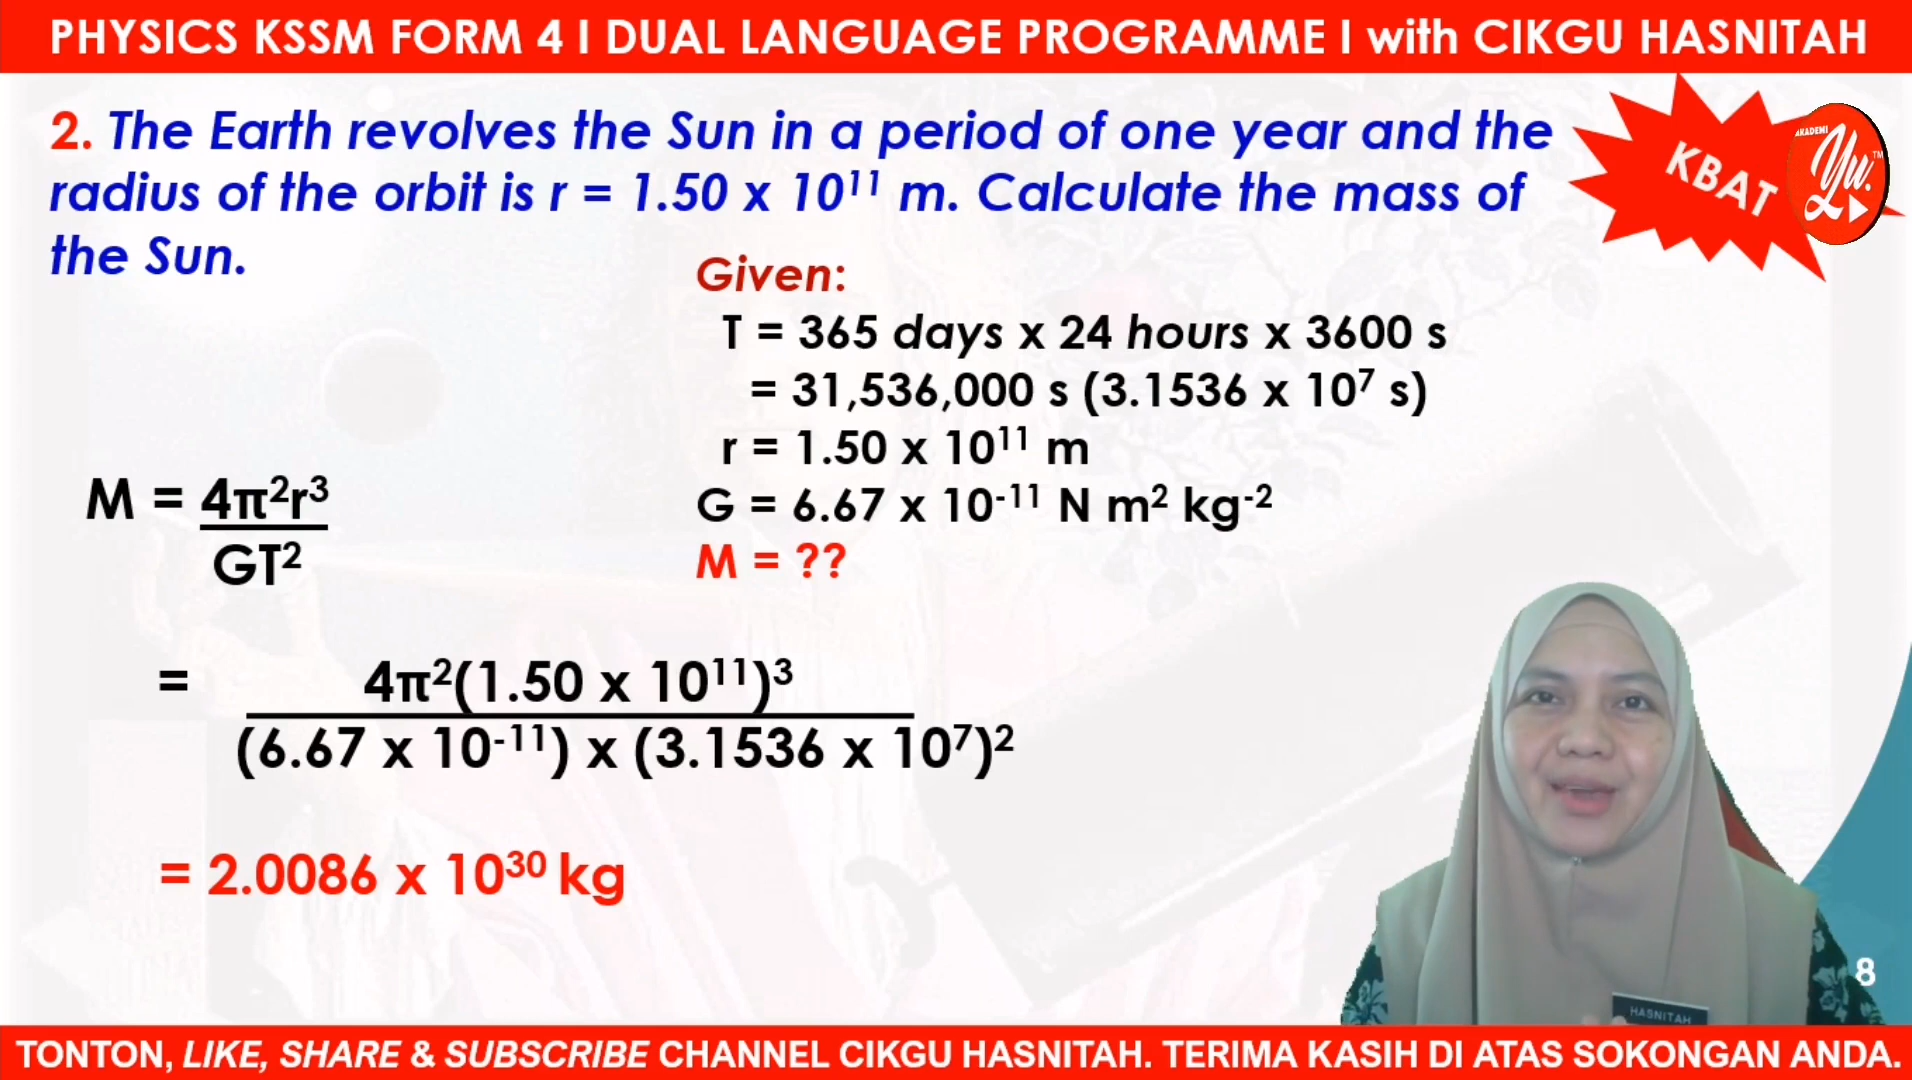 PHYSICS KSSM FORM 4 I DUAL LANGUAGE PROGRAMME I with CIKGU HASNITAH
2. The Earth revolves the Sun in a period of one year and the
radius of the orbit is r = 1.50 x 10¹¹ m. Calculate the mass of
the Sun.
KBAT
AKADEMI
Yu.
TM
Given:
T = 365 days x 24 hours x 3600 s
= 31,536,000 s (3.1536 x 10⁷ s)
r = 1.50 x 10¹¹ m
G = 6.67 x 10⁻¹¹ N m² kg⁻²
M = ??
M = 4π²r³
GT²
= 4π²(1.50 x 10¹¹)³
(6.67 x 10⁻¹¹) x (3.1536 x 10⁷)²
= 2.0086 x 10³⁰ kg
HASNITAH
8
TONTON, LIKE, SHARE & SUBSCRIBE CHANNEL CIKGU HASNITAH. TERIMA KASIH DI ATAS SOKONGAN ANDA.